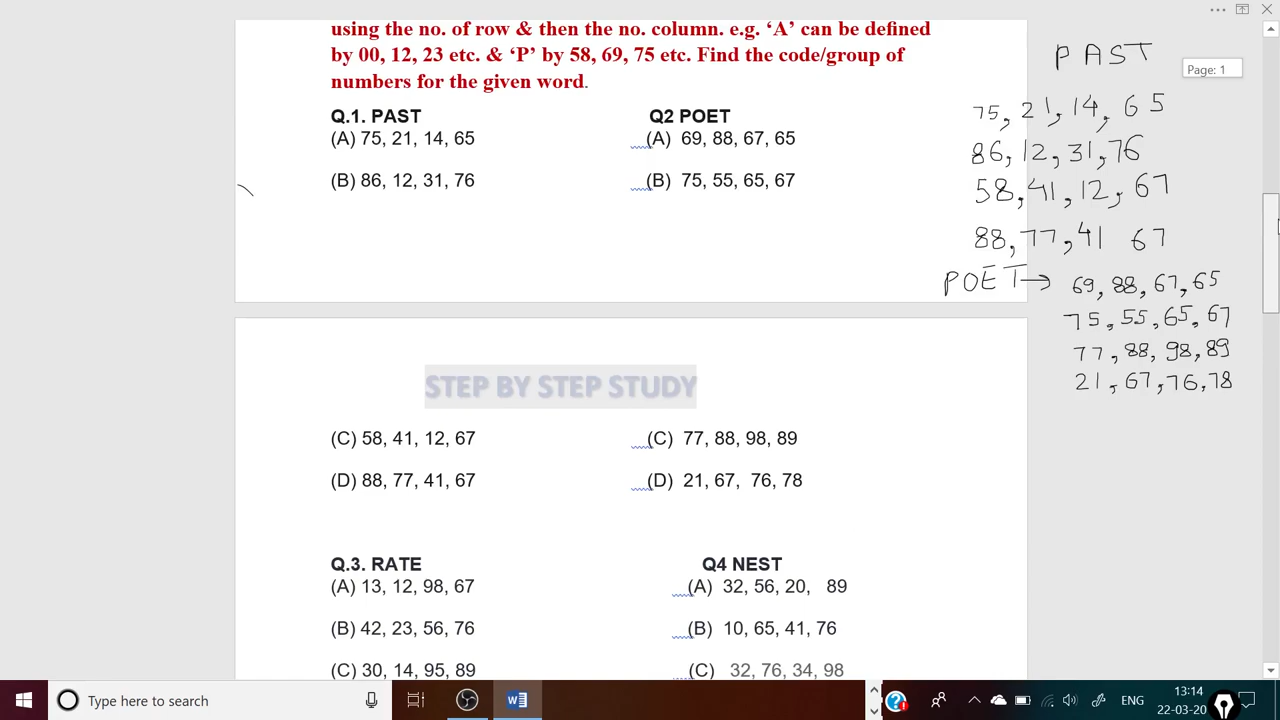 using the no. of row & then the no. column. e.g. ‘A’ can be defined
by 00, 12, 23 etc. & ‘P’ by 58, 69, 75 etc. Find the code/group of
numbers for the given word.
Q.1. PAST Q2 POET
(A) 75, 21, 14, 65 (A) 69, 88, 67, 65
(B) 86, 12, 31, 76 (B) 75, 55, 65, 67
STEP BY STEP STUDY
(C) 58, 41, 12, 67 (C) 77, 88, 98, 89
(D) 88, 77, 41, 67 (D) 21, 67, 76, 78
Q.3. RATE Q4 NEST
(A) 13, 12, 98, 67 (A) 32, 56, 20, 89
(B) 42, 23, 56, 76 (B) 10, 65, 41, 76
(C) 30, 14, 95, 89 (C) 32, 76, 34, 98
PAST
75, 21, 14, 65
86, 12, 31, 76
58, 41, 12, 67
88, 77, 41 67
POET → 69, 88, 67, 65
75, 55, 65, 67
77, 88, 98, 89
21, 67, 76, 78
Page: 1
Type here to search
ENG
13:14
22-03-20